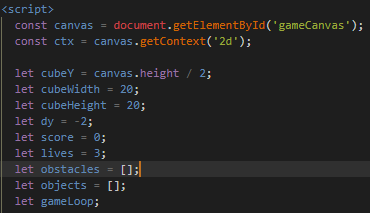 <script>
const canvas = document.getElementById('gameCanvas');
const ctx = canvas.getContext('2d');
let cubeY = canvas.height / 2;
let cubeWidth = 20;
let cubeHeight = 20;
let dy = -2;
let score = 0;
let lives = 3;
let obstacles = [];
let objects = [];
let gameLoop;